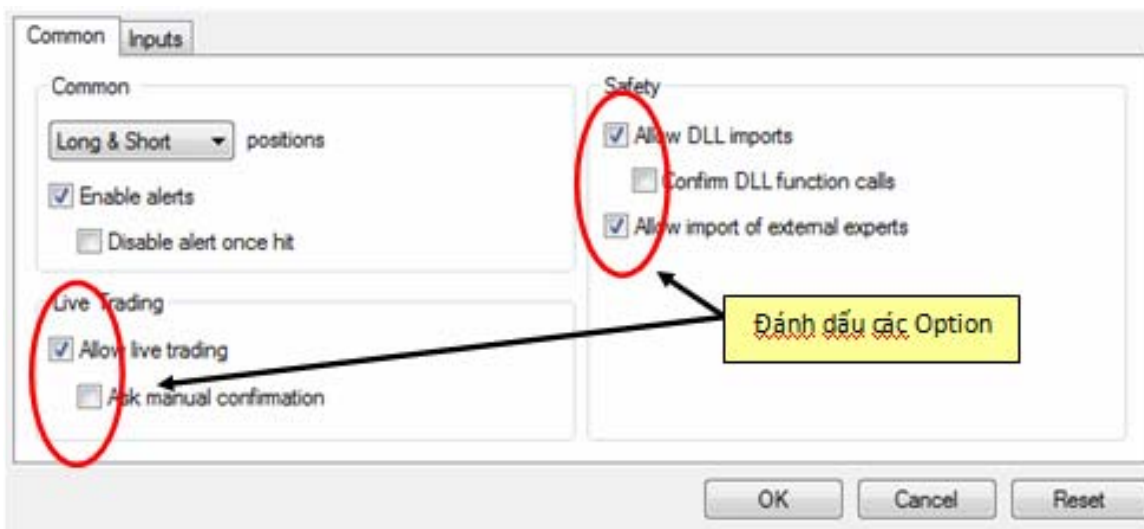 Common
Inputs
Common
Long & Short
positions
Enable alerts
Disable alert once hit
Live Trading
Allow live trading
Ask manual confirmation
Safety
Allow DLL imports
Confirm DLL function calls
Allow import of external experts
Đánh dấu các Option
OK
Cancel
Reset